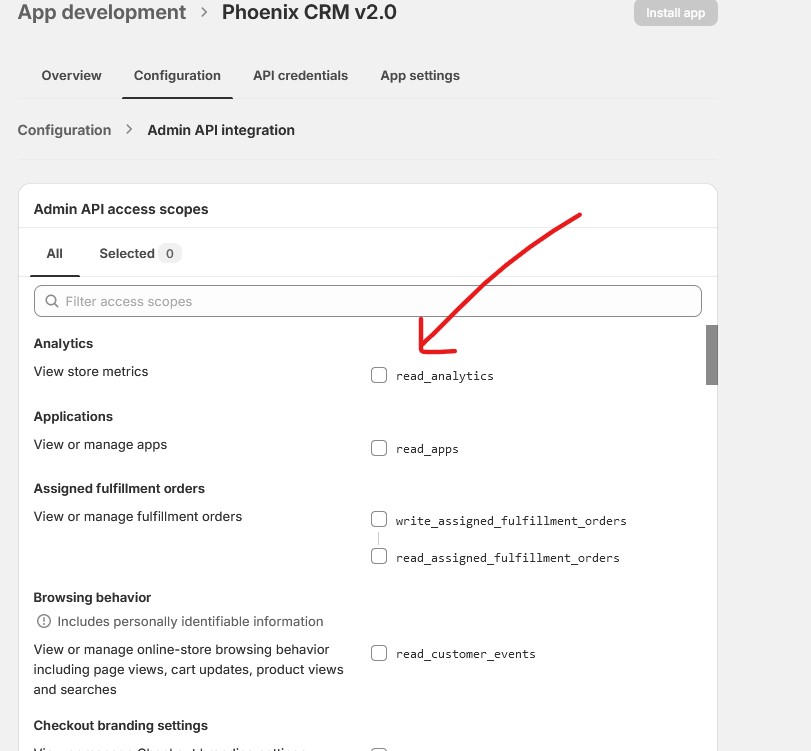 App development > Phoenix CRM v2.0
Install app
Overview Configuration API credentials App settings
Configuration > Admin API integration
Admin API access scopes
All Selected 0
Filter access scopes
Analytics
View store metrics
read_analytics
Applications
View or manage apps
read_apps
Assigned fulfillment orders
View or manage fulfillment orders
write_assigned_fulfillment_orders
read_assigned_fulfillment_orders
Browsing behavior
Includes personally identifiable information
View or manage online-store browsing behavior
including page views, cart updates, product views
and searches
read_customer_events
Checkout branding settings